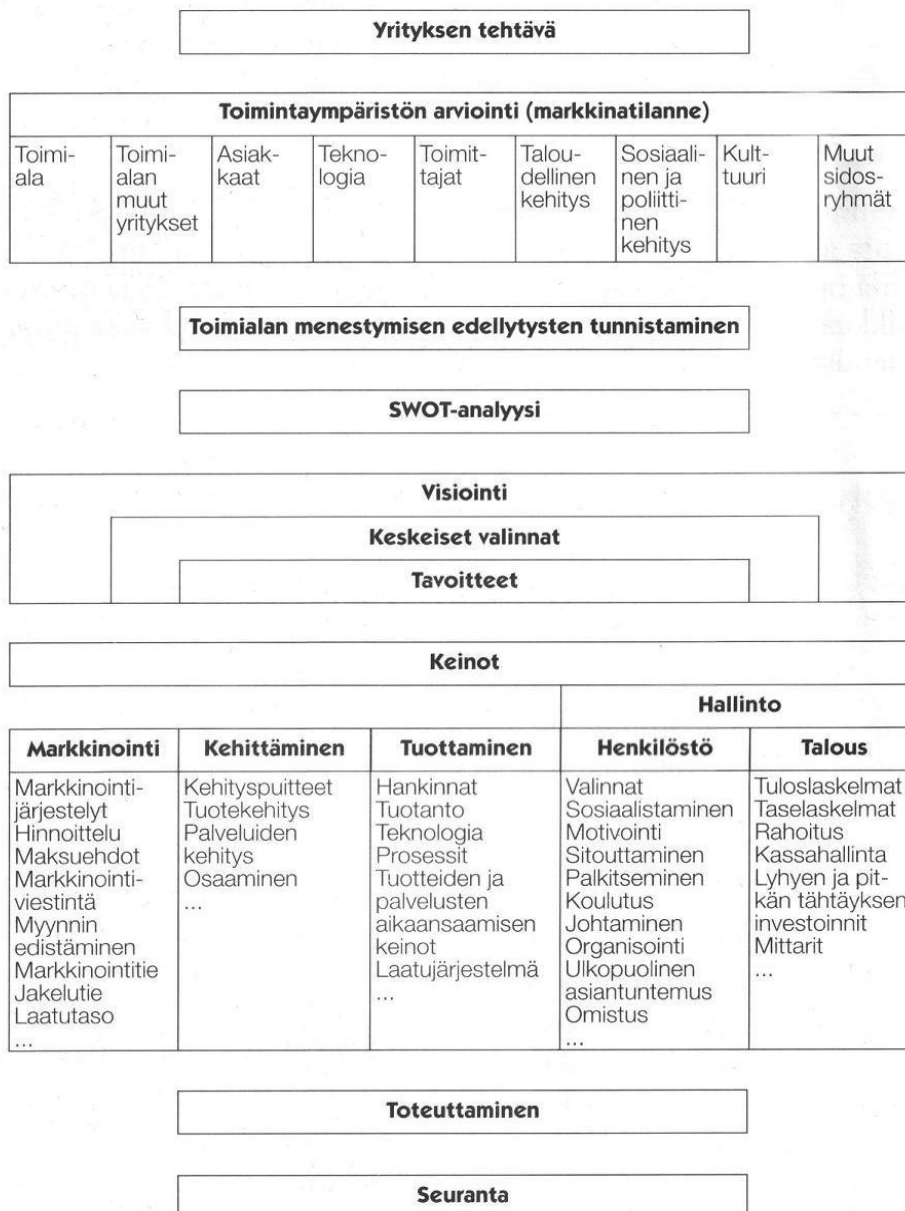 Yrityksen tehtävä
Toimintaympäristön arviointi (markkinatilanne)
Toimi-
ala
Toimi-
alan
muut
yritykset
Asiak-
kaat
Tekno-
logia
Toimit-
tajat
Talou-
dellinen
kehitys
Sosiaali-
nen ja
poliitti-
nen
kehitys
Kult-
tuuri
Muut
sidos-
ryhmät
Toimialan menestymisen edellytysten tunnistaminen
SWOT-analyysi
Visiointi
Keskeiset valinnat
Tavoitteet
Keinot
Hallinto
Markkinointi
Markkinointi-
järjestelyt
Hinnoittelu
Maksuehdot
Markkinointi-
viestintä
Myynnin
edistäminen
Markkinointitie
Jakelutie
Laatutaso
...
Kehittäminen
Kehityspuitteet
Tuotekehitys
Palveluiden
kehitys
Osaaminen
...
Tuottaminen
Hankinnat
Tuotanto
Teknologia
Prosessit
Tuotteiden ja
palvelusten
aikaansaamisen
keinot
Laatujärjestelmä
...
Henkilöstö
Valinnat
Sosiaalistaminen
Motivointi
Sitouttaminen
Palkitseminen
Koulutus
Johtaminen
Organisointi
Ulkopuolinen
asiantuntemus
Omistus
...
Talous
Tuloslaskelmat
Taselaskelmat
Rahoitus
Kassahallinta
Lyhyen ja pit-
kän tähtäyksen
investoinnit
Mittarit
...
Toteuttaminen
Seuranta